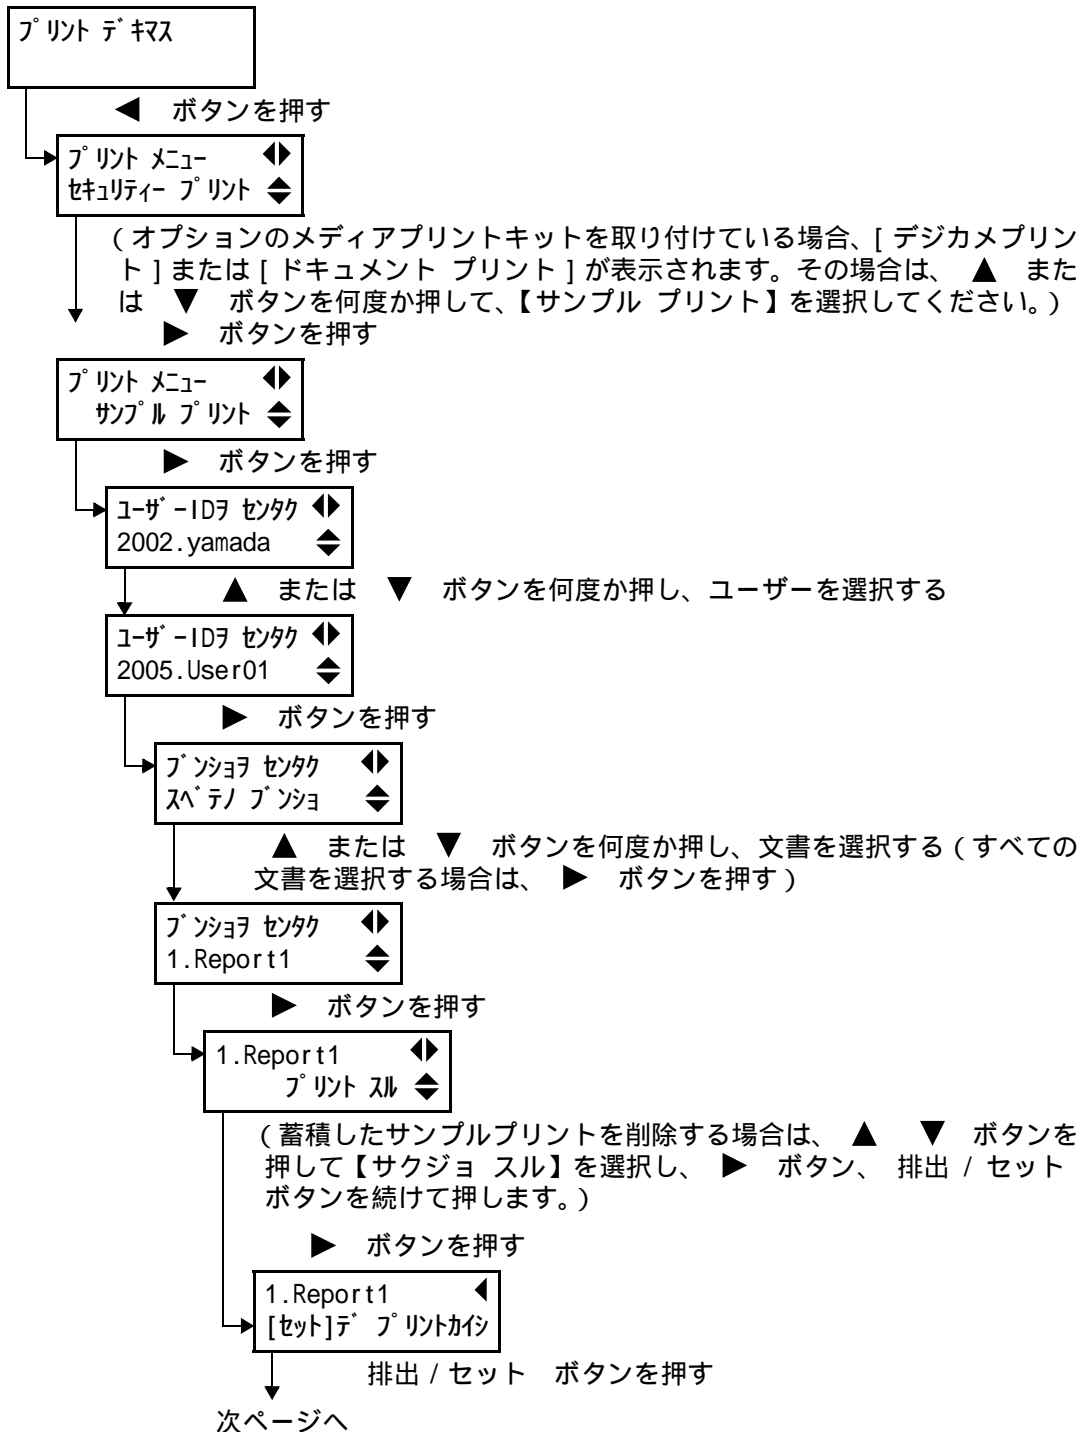 ﾌﾟﾘﾝﾄ ﾃﾞｷﾏｽ
◀ ボタンを押す
ﾌﾟﾘﾝﾄ ﾒﾆｭｰ ◀▶
ｾｷｭﾘﾃｨｰ ﾌﾟﾘﾝﾄ ▲▼
(オプションのメディアプリントキットを取り付けている場合、[デジカメプリン
ト]または[ドキュメント プリント]が表示されます。その場合は、 ▲ また
は ▼ ボタンを何度か押して、【サンプル プリント】を選択してください。)
▶ ボタンを押す
ﾌﾟﾘﾝﾄ ﾒﾆｭｰ ◀▶
ｻﾝﾌﾟﾙ ﾌﾟﾘﾝﾄ ▲▼
▶ ボタンを押す
ﾕｰｻﾞｰIDｦ ｾﾝﾀｸ ◀▶
2002.yamada ▲▼
▲ または ▼ ボタンを何度か押し、ユーザーを選択する
ﾕｰｻﾞｰIDｦ ｾﾝﾀｸ ◀▶
2005.User01 ▲▼
▶ ボタンを押す
ﾌﾞﾝｼｮｦ ｾﾝﾀｸ ◀▶
ｽﾍﾞﾃﾉ ﾌﾞﾝｼｮ ▲▼
▲ または ▼ ボタンを何度か押し、文書を選択する(すべての
文書を選択する場合は、 ▶ ボタンを押す)
ﾌﾞﾝｼｮｦ ｾﾝﾀｸ ◀▶
1.Report1 ▲▼
▶ ボタンを押す
1.Report1 ◀▶
ﾌﾟﾘﾝﾄ ｽﾙ ▲▼
(蓄積したサンプルプリントを削除する場合は、 ▲ ▼ ボタンを
押して【サクジョ スル】を選択し、 ▶ ボタン、 排出 / セット
ボタンを続けて押します。)
▶ ボタンを押す
1.Report1 ◀
[ｾｯﾄ]ﾃﾞ ﾌﾟﾘﾝﾄｶｲｼ
排出 / セット ボタンを押す
次ページへ